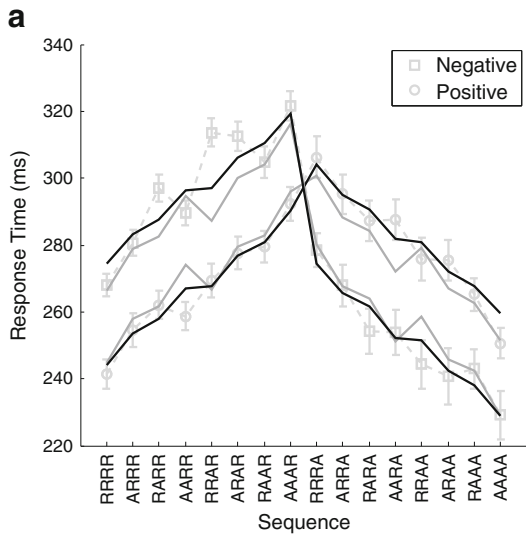 a
340
320
300
280
260
240
220
Response Time (ms)
Negative
Positive
RRRR
ARRR
RARR
AARR
RRAR
ARAR
RAAR
AAAR
RRRA
ARRA
RARA
AARA
RRAA
ARAA
RAAA
AAAA
Sequence